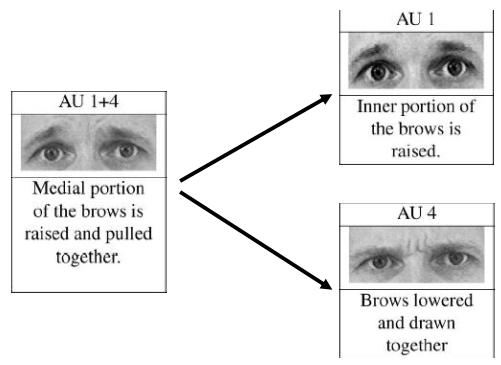 AU 1+4
Medial portion
of the brows is
raised and pulled
together.
AU 1
Inner portion of
the brows is
raised.
AU 4
Brows lowered
and drawn
together